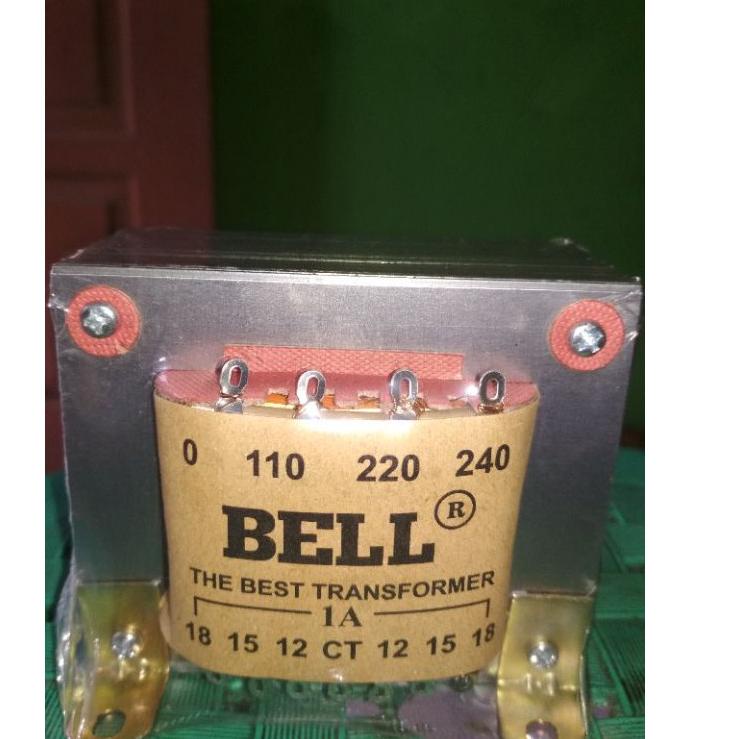 0 110 220 240
BELL ®
THE BEST TRANSFORMER
1A
18 15 12 CT 12 15 18